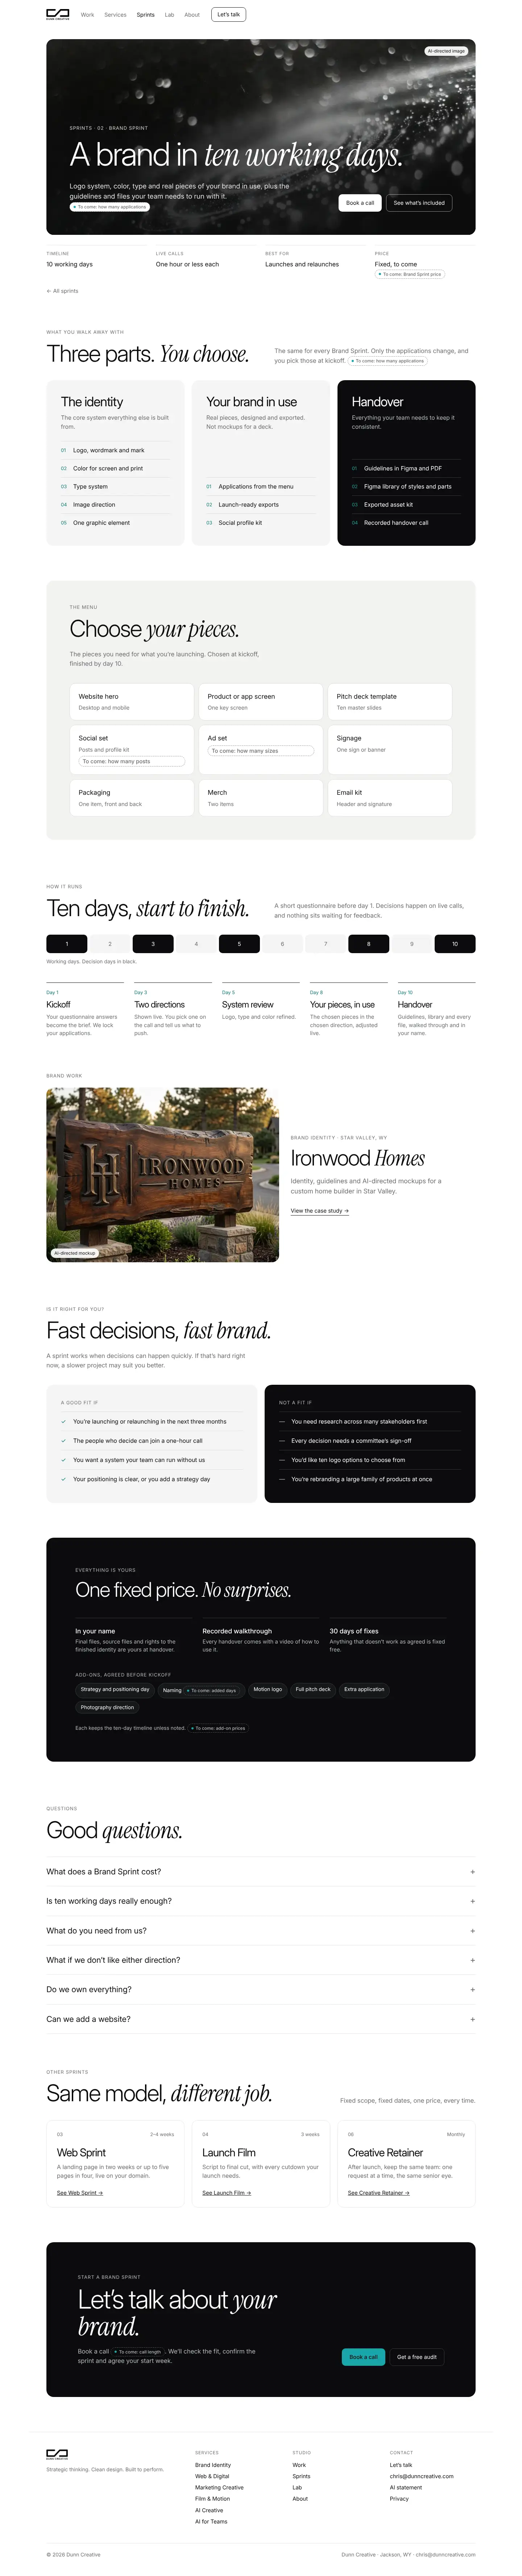 DUNN CREATIVE
Work Services Sprints Lab About Let's talk
AI-directed image
SPRINTS · 02 · BRAND SPRINT
A brand in ten working days.
Logo system, color, type and real pieces of your brand in use, plus the
guidelines and files your team needs to run with it.
To come: how many applications
Book a call See what's included
TIMELINE
10 working days
LIVE CALLS
One hour or less each
BEST FOR
Launches and relaunches
PRICE
Fixed, to come
To come: Brand Sprint price
← All sprints
WHAT YOU WALK AWAY WITH
Three parts. You choose.
The same for every Brand Sprint. Only the applications change, and
you pick those at kickoff. To come: how many applications
The identity
The core system everything else is built
from.
01 Logo, wordmark and mark
02 Color for screen and print
03 Type system
04 Image direction
05 One graphic element
Your brand in use
Real pieces, designed and exported.
Not mockups for a deck.
01 Applications from the menu
02 Launch-ready exports
03 Social profile kit
Handover
Everything your team needs to keep it
consistent.
01 Guidelines in Figma and PDF
02 Figma library of styles and parts
03 Exported asset kit
04 Recorded handover call
THE MENU
Choose your pieces.
The pieces you need for what you're launching. Chosen at kickoff,
finished by day 10.
Website hero
Desktop and mobile
Product or app screen
One key screen
Pitch deck template
Ten master slides
Social set
Posts and profile kit
To come: how many posts
Ad set
To come: how many sizes
Signage
One sign or banner
Packaging
One item, front and back
Merch
Two items
Email kit
Header and signature
HOW IT RUNS
Ten days, start to finish.
A short questionnaire before day 1. Decisions happen on live calls,
and nothing sits waiting for feedback.
1 2 3 4 5 6 7 8 9 10
Working days. Decision days in black.
Day 1
Kickoff
Your questionnaire answers
become the brief. We lock
your applications.
Day 3
Two directions
Shown live. You pick one on
the call and tell us what to
push.
Day 5
System review
Logo, type and color refined.
Day 8
Your pieces, in use
The chosen pieces in the
chosen direction, adjusted
live.
Day 10
Handover
Guidelines, library and every
file, walked through and in
your name.
BRAND WORK
IRONWOOD
HOMES
AI-directed mockup
BRAND IDENTITY · STAR VALLEY, WY
Ironwood Homes
Identity, guidelines and AI-directed mockups for a
custom home builder in Star Valley.
View the case study →
IS IT RIGHT FOR YOU?
Fast decisions, fast brand.
A sprint works when decisions can happen quickly. If that's hard right
now, a slower project may suit you better.
A GOOD FIT IF
✓ You're launching or relaunching in the next three months
✓ The people who decide can join a one-hour call
✓ You want a system your team can run without us
✓ Your positioning is clear, or you add a strategy day
NOT A FIT IF
— You need research across many stakeholders first
— Every decision needs a committee's sign-off
— You'd like ten logo options to choose from
— You're rebranding a large family of products at once
EVERYTHING IS YOURS
One fixed price. No surprises.
In your name
Final files, source files and rights to the
finished identity are yours at handover.
Recorded walkthrough
Every handover comes with a video of how to
use it.
30 days of fixes
Anything that doesn't work as agreed is fixed
free.
ADD-ONS, AGREED BEFORE KICKOFF
Strategy and positioning day Naming To come: added days Motion logo Full pitch deck Extra application
Photography direction
Each keeps the ten-day timeline unless noted. To come: add-on prices
QUESTIONS
Good questions.
What does a Brand Sprint cost? +
Is ten working days really enough? +
What do you need from us? +
What if we don't like either direction? +
Do we own everything? +
Can we add a website? +
OTHER SPRINTS
Same model, different job.
Fixed scope, fixed dates, one price, every time.
03 2–4 weeks
Web Sprint
A landing page in two weeks or up to five
pages in four, live on your domain.
See Web Sprint →
04 3 weeks
Launch Film
Script to final cut, with every cutdown your
launch needs.
See Launch Film →
06 Monthly
Creative Retainer
After launch, keep the same team: one
request at a time, the same senior eye.
See Creative Retainer →
START A BRAND SPRINT
Let's talk about your
brand.
Book a call To come: call length . We'll check the fit, confirm the
sprint and agree your start week.
Book a call Get a free audit
DUNN CREATIVE
Strategic thinking. Clean design. Built to perform.
SERVICES
Brand Identity
Web & Digital
Marketing Creative
Film & Motion
AI Creative
AI for Teams
STUDIO
Work
Sprints
Lab
About
CONTACT
Let's talk
chris@dunncreative.com
AI statement
Privacy
© 2026 Dunn Creative
Dunn Creative · Jackson, WY · chris@dunncreative.com